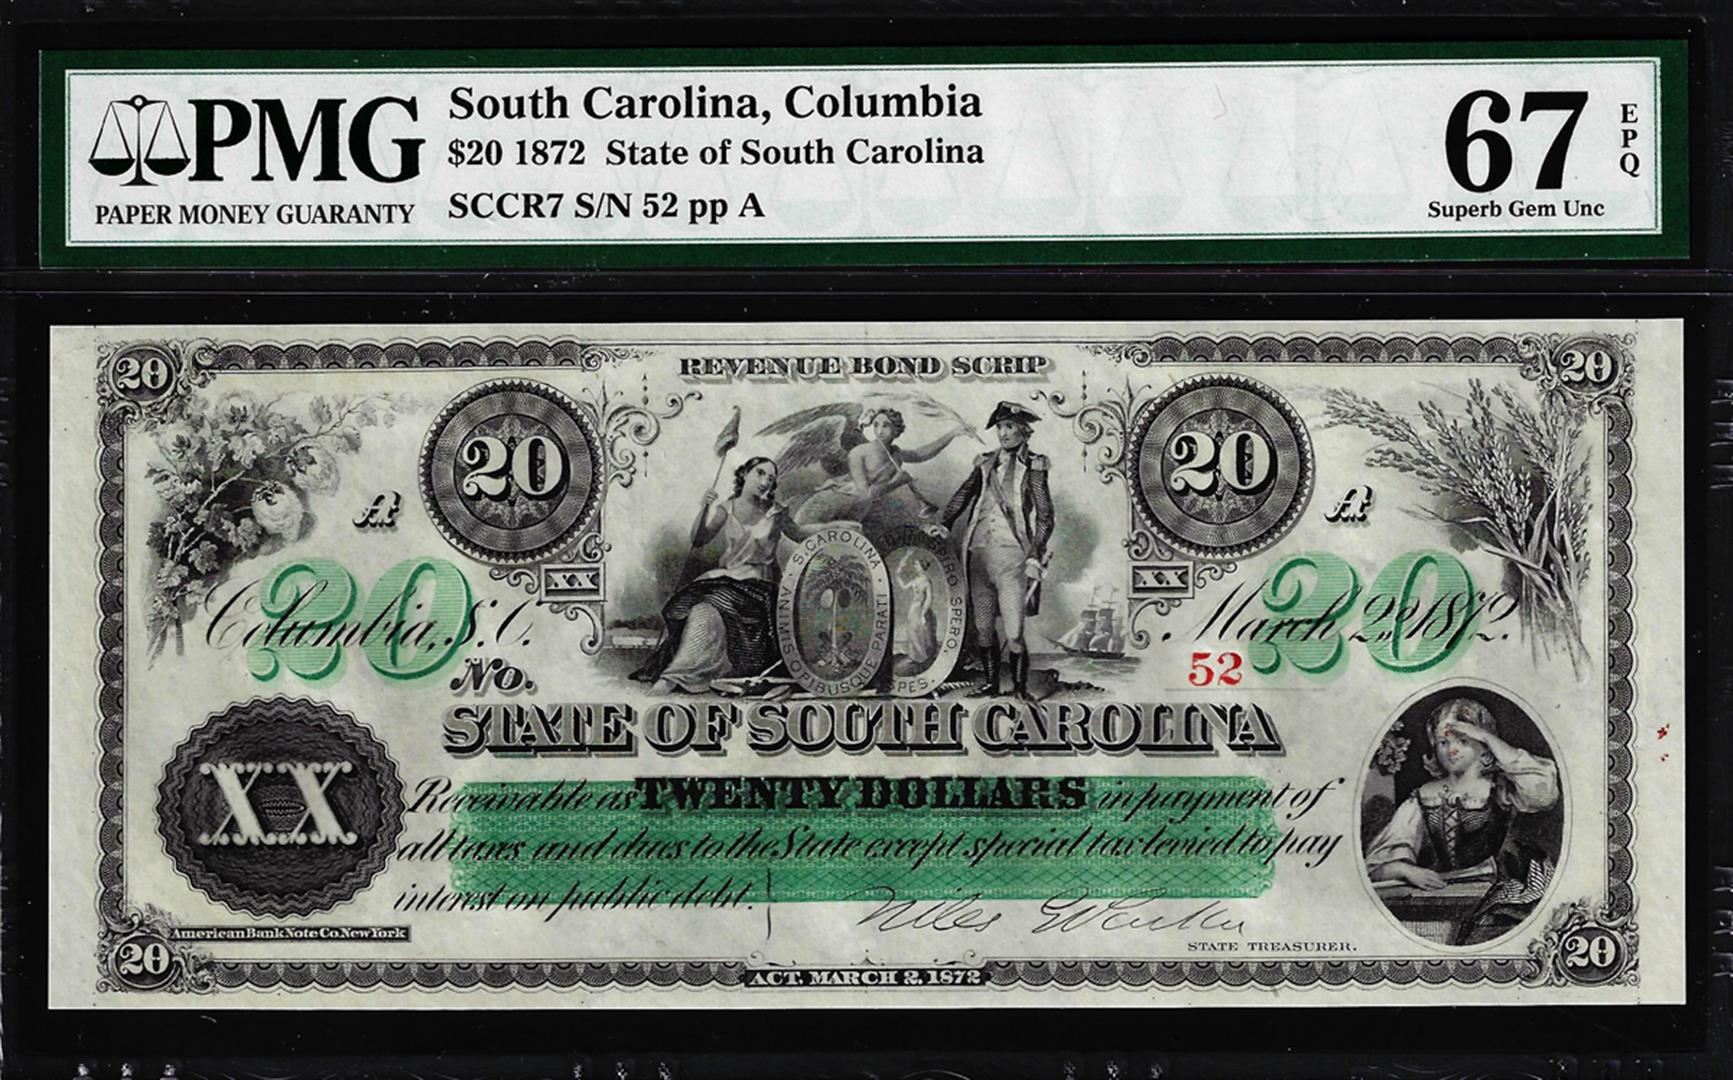 PMG
PAPER MONEY GUARANTY
South Carolina, Columbia
$20 1872 State of South Carolina
SCCR7 S/N 52 pp A
67 EPQ
Superb Gem Unc
20 REVENUE BOND SCRIP 20
20 20
A A
S. CAROLINA
ANIMIS OPIBUSQUE PARATI
SPERO SPES.
XX XX
20 20
Columbia, S.C. March 2, 1872.
No. 52
STATE OF SOUTH CAROLINA
XX
Receivable as TWENTY DOLLARS in payment of
all taxes and dues to the State except special tax levied to pay
interest on public debt.
Niles G Parker
STATE TREASURER.
American Bank Note Co. New York
20 ACT, MARCH 2, 1872 20